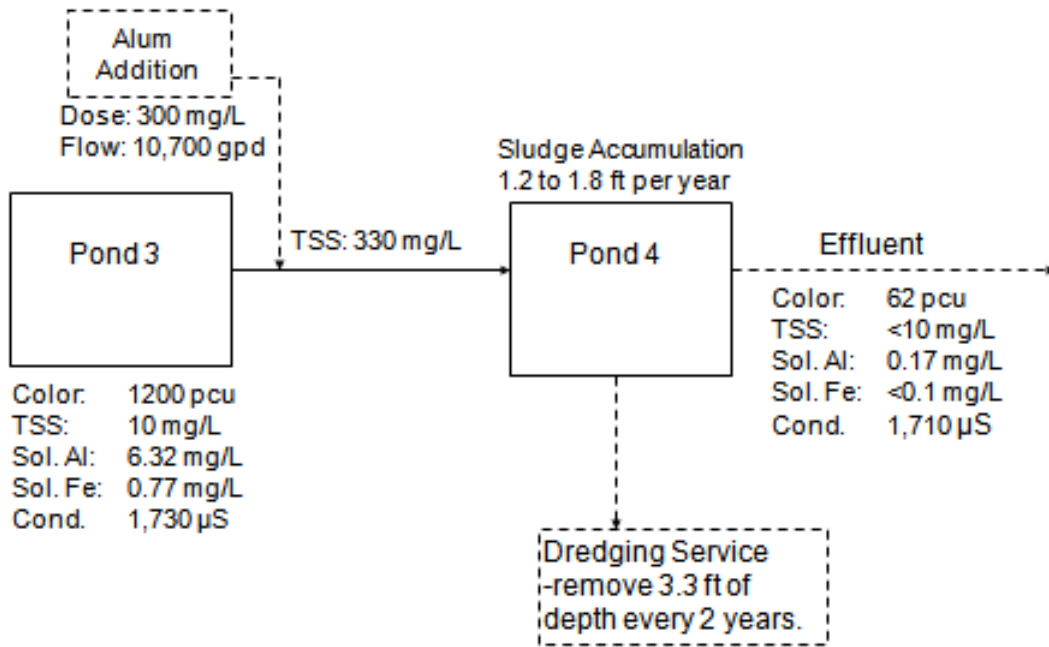 Alum
Addition
Dose: 300 mg/L
Flow: 10,700 gpd
Pond 3
TSS: 330 mg/L
Color: 1200 pcu
TSS: 10 mg/L
Sol. Al: 6.32 mg/L
Sol. Fe: 0.77 mg/L
Cond. 1,730 µS
Sludge Accumulation
1.2 to 1.8 ft per year
Pond 4
Effluent
Color: 62 pcu
TSS: <10 mg/L
Sol. Al: 0.17 mg/L
Sol. Fe: <0.1 mg/L
Cond. 1,710 µS
Dredging Service
-remove 3.3 ft of
depth every 2 years.